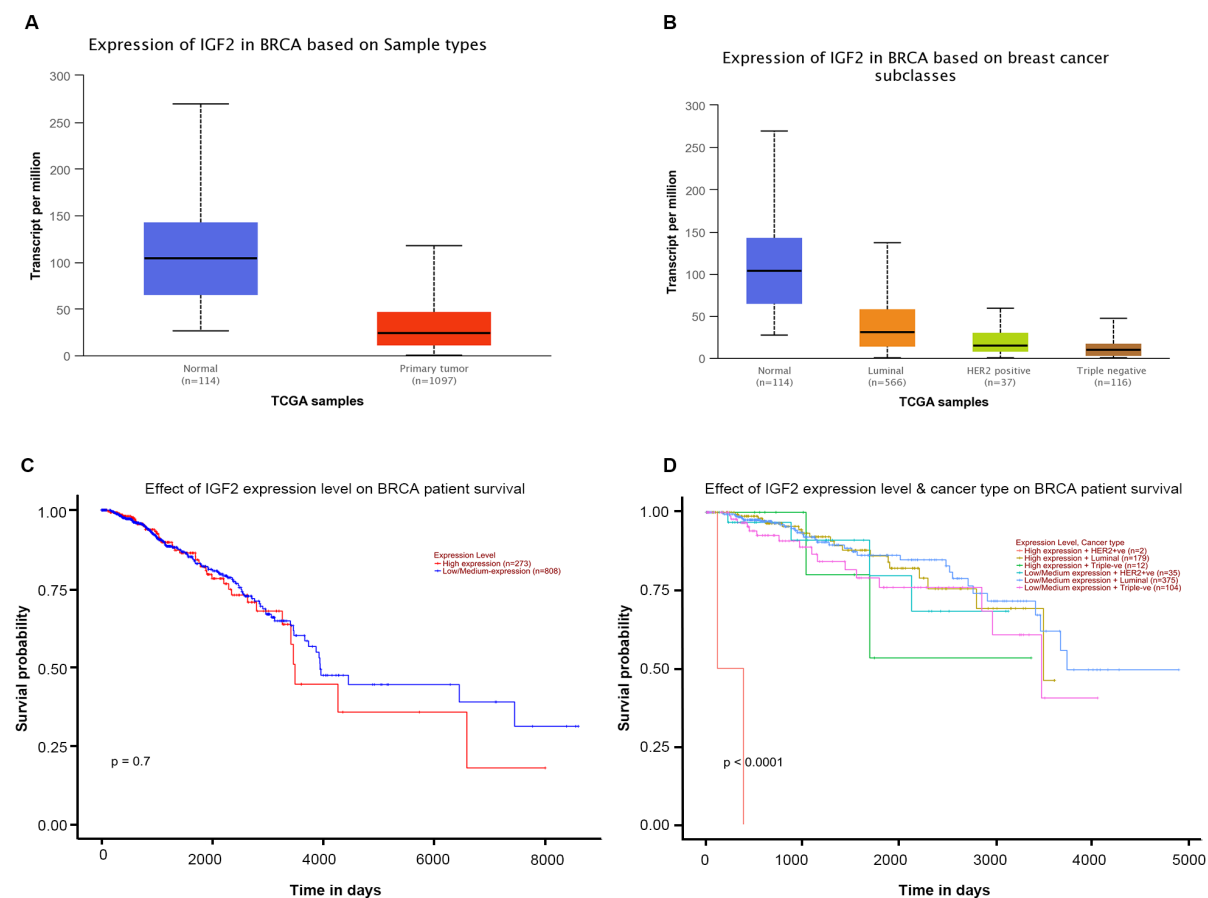 A
Expression of IGF2 in BRCA based on Sample types
Transcript per million
300
250
200
150
100
50
0
Normal
(n=114)
Primary tumor
(n=1097)
TCGA samples
B
Expression of IGF2 in BRCA based on breast cancer
subclasses
Transcript per million
300
250
200
150
100
50
0
Normal
(n=114)
Luminal
(n=566)
HER2 positive
(n=37)
Triple negative
(n=116)
TCGA samples
C
Effect of IGF2 expression level on BRCA patient survival
Survial probability
1.00
0.75
0.50
0.25
0.00
Expression Level
High expression (n=273)
Low/Medium-expression (n=808)
p = 0.7
0
2000
4000
6000
8000
Time in days
D
Effect of IGF2 expression level & cancer type on BRCA patient survival
Survial probability
1.00
0.75
0.50
0.25
0.00
Expression Level, Cancer type
High expression + HER2+ve (n=2)
High expression + Luminal (n=179)
High expression + Triple-ve (n=12)
Low/Medium expression + HER2+ve (n=35)
Low/Medium expression + Luminal (n=375)
Low/Medium expression + Triple-ve (n=104)
p < 0.0001
0
1000
2000
3000
4000
5000
Time in days